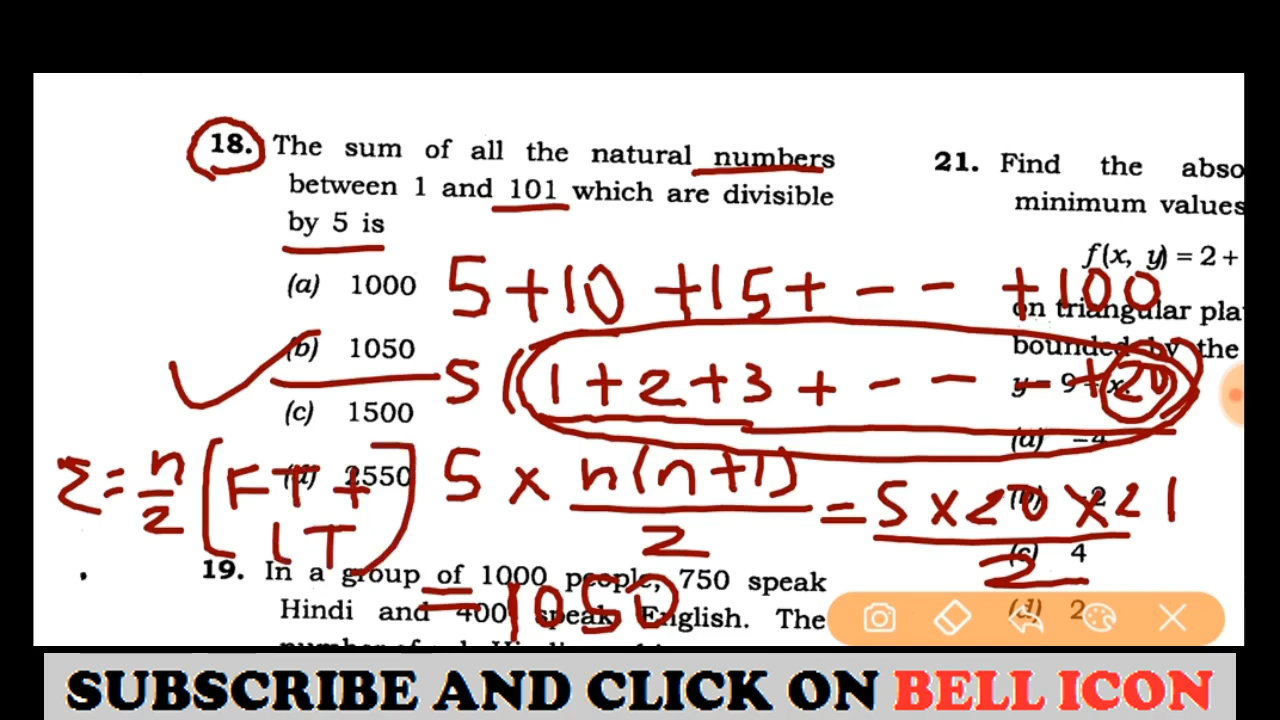 18. The sum of all the natural numbers
between 1 and 101 which are divisible
by 5 is
(a) 1000
(b) 1050
(c) 1500
(d) 2550
5 + 10 + 15 + - - + 100
5 (1 + 2 + 3 + - - - + 20)
Σ = n/2 [FT + LT]
5 × n(n+1)/2 = 5 × 20 × 21/2
= 1050
19. In a group of 1000 people, 750 speak
Hindi and 400 speak English. The
21. Find the abso
minimum values
f(x, y) = 2 +
on triangular pla
bounded by the
y = 9 - x.
(a) -4
(b) -2
(c) 4
(d) 2
SUBSCRIBE AND CLICK ON BELL ICON